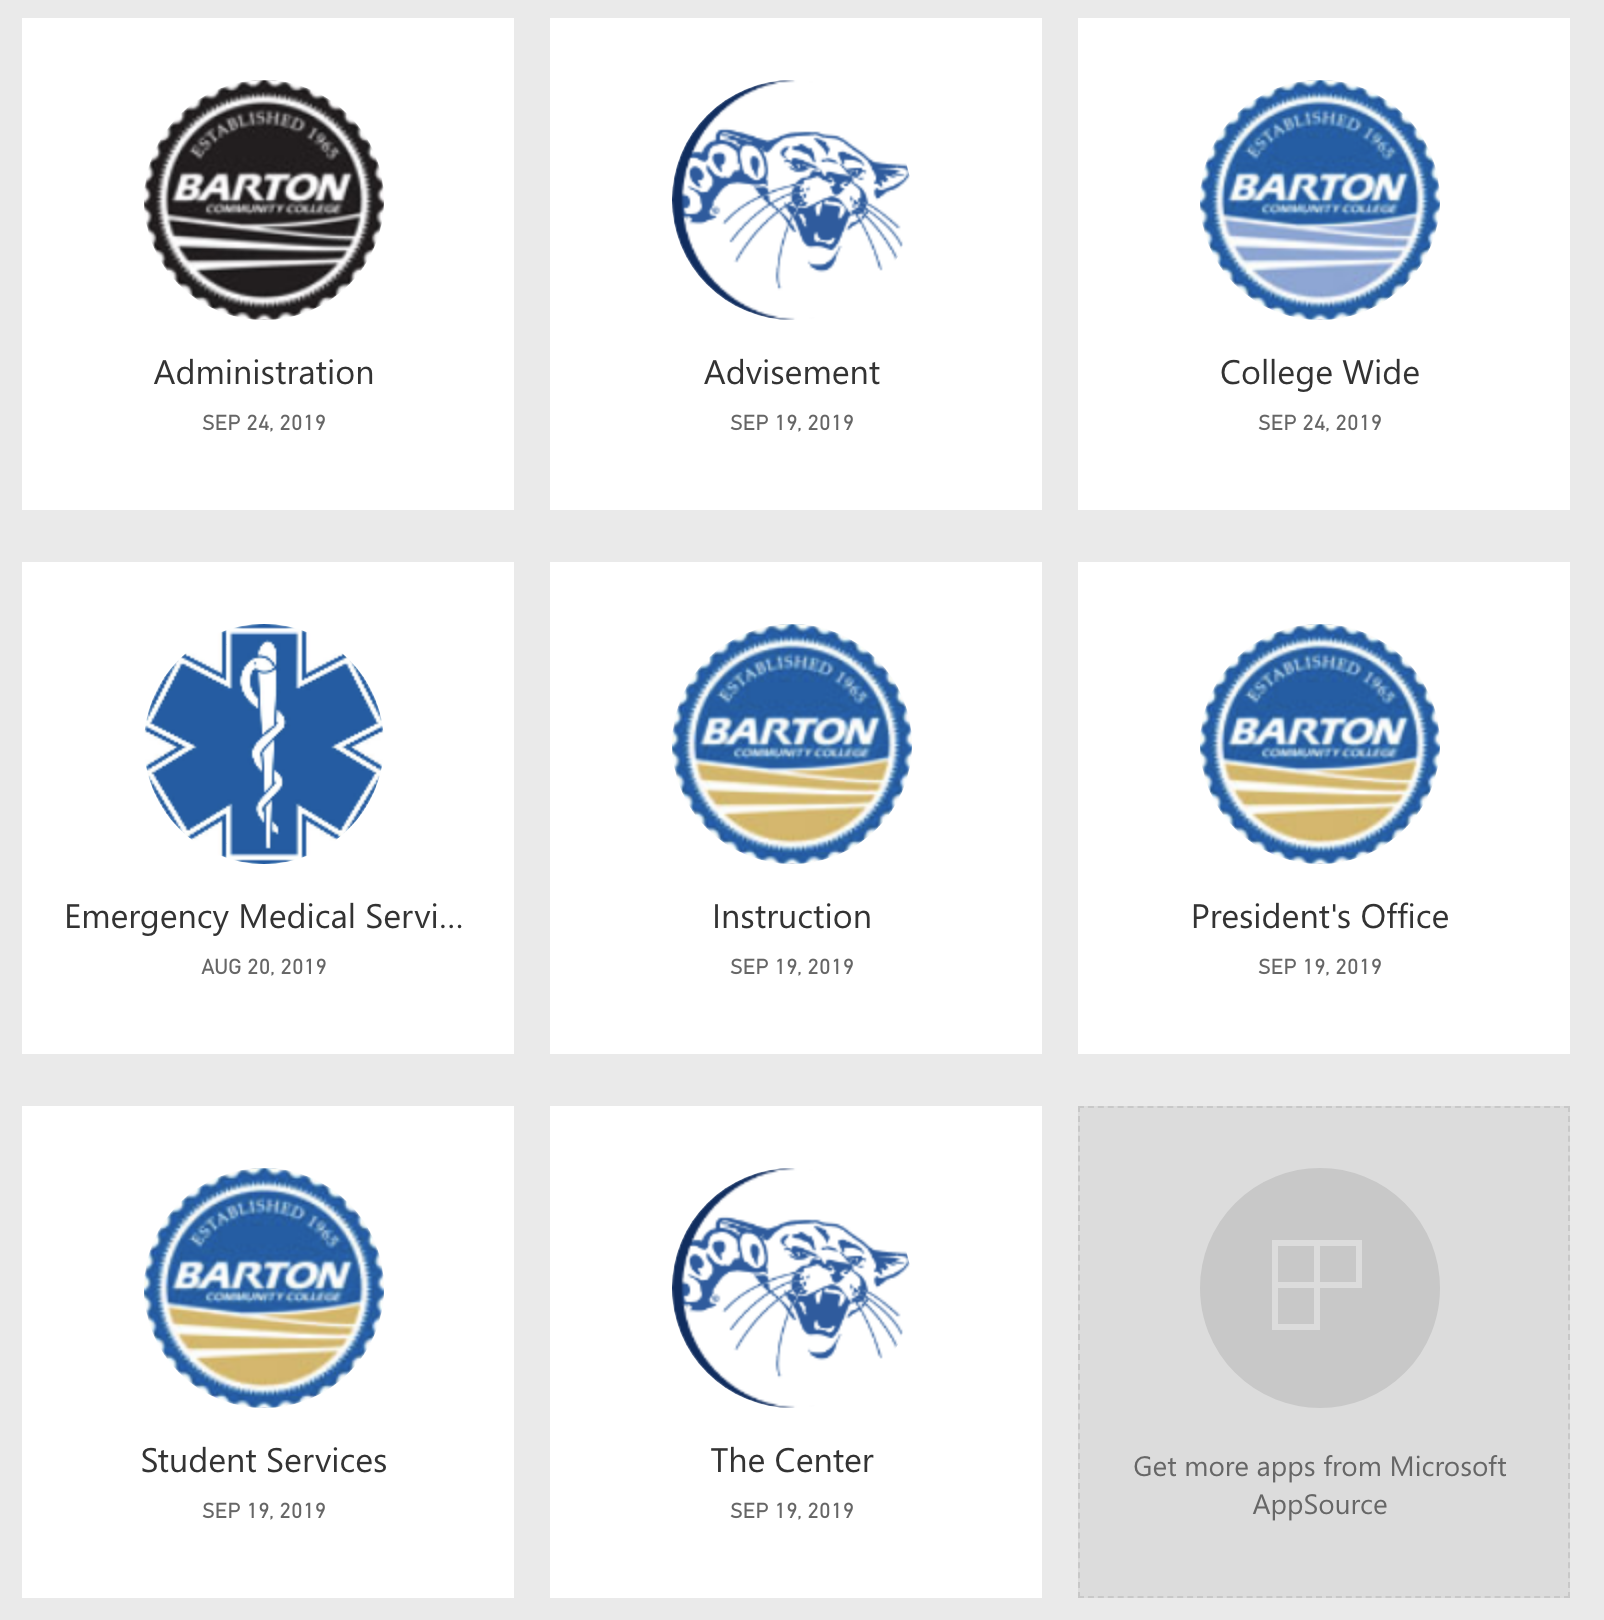 ESTABLISHED 1965
BARTON
COMMUNITY COLLEGE
Administration
SEP 24, 2019
Advisement
SEP 19, 2019
ESTABLISHED 1965
BARTON
COMMUNITY COLLEGE
College Wide
SEP 24, 2019
Emergency Medical Servi...
AUG 20, 2019
ESTABLISHED 1965
BARTON
COMMUNITY COLLEGE
Instruction
SEP 19, 2019
ESTABLISHED 1965
BARTON
COMMUNITY COLLEGE
President's Office
SEP 19, 2019
ESTABLISHED 1965
BARTON
COMMUNITY COLLEGE
Student Services
SEP 19, 2019
The Center
SEP 19, 2019
Get more apps from Microsoft
AppSource